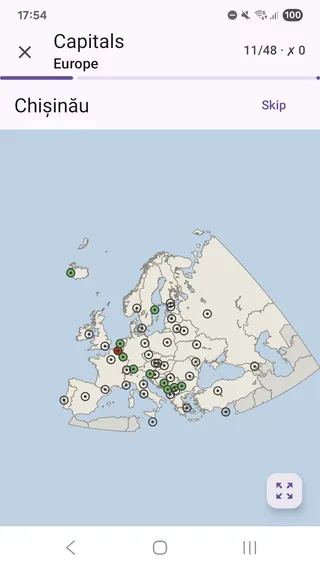 17:54
100
Capitals
Europe
11/48 · ✗ 0
Chișinău
Skip